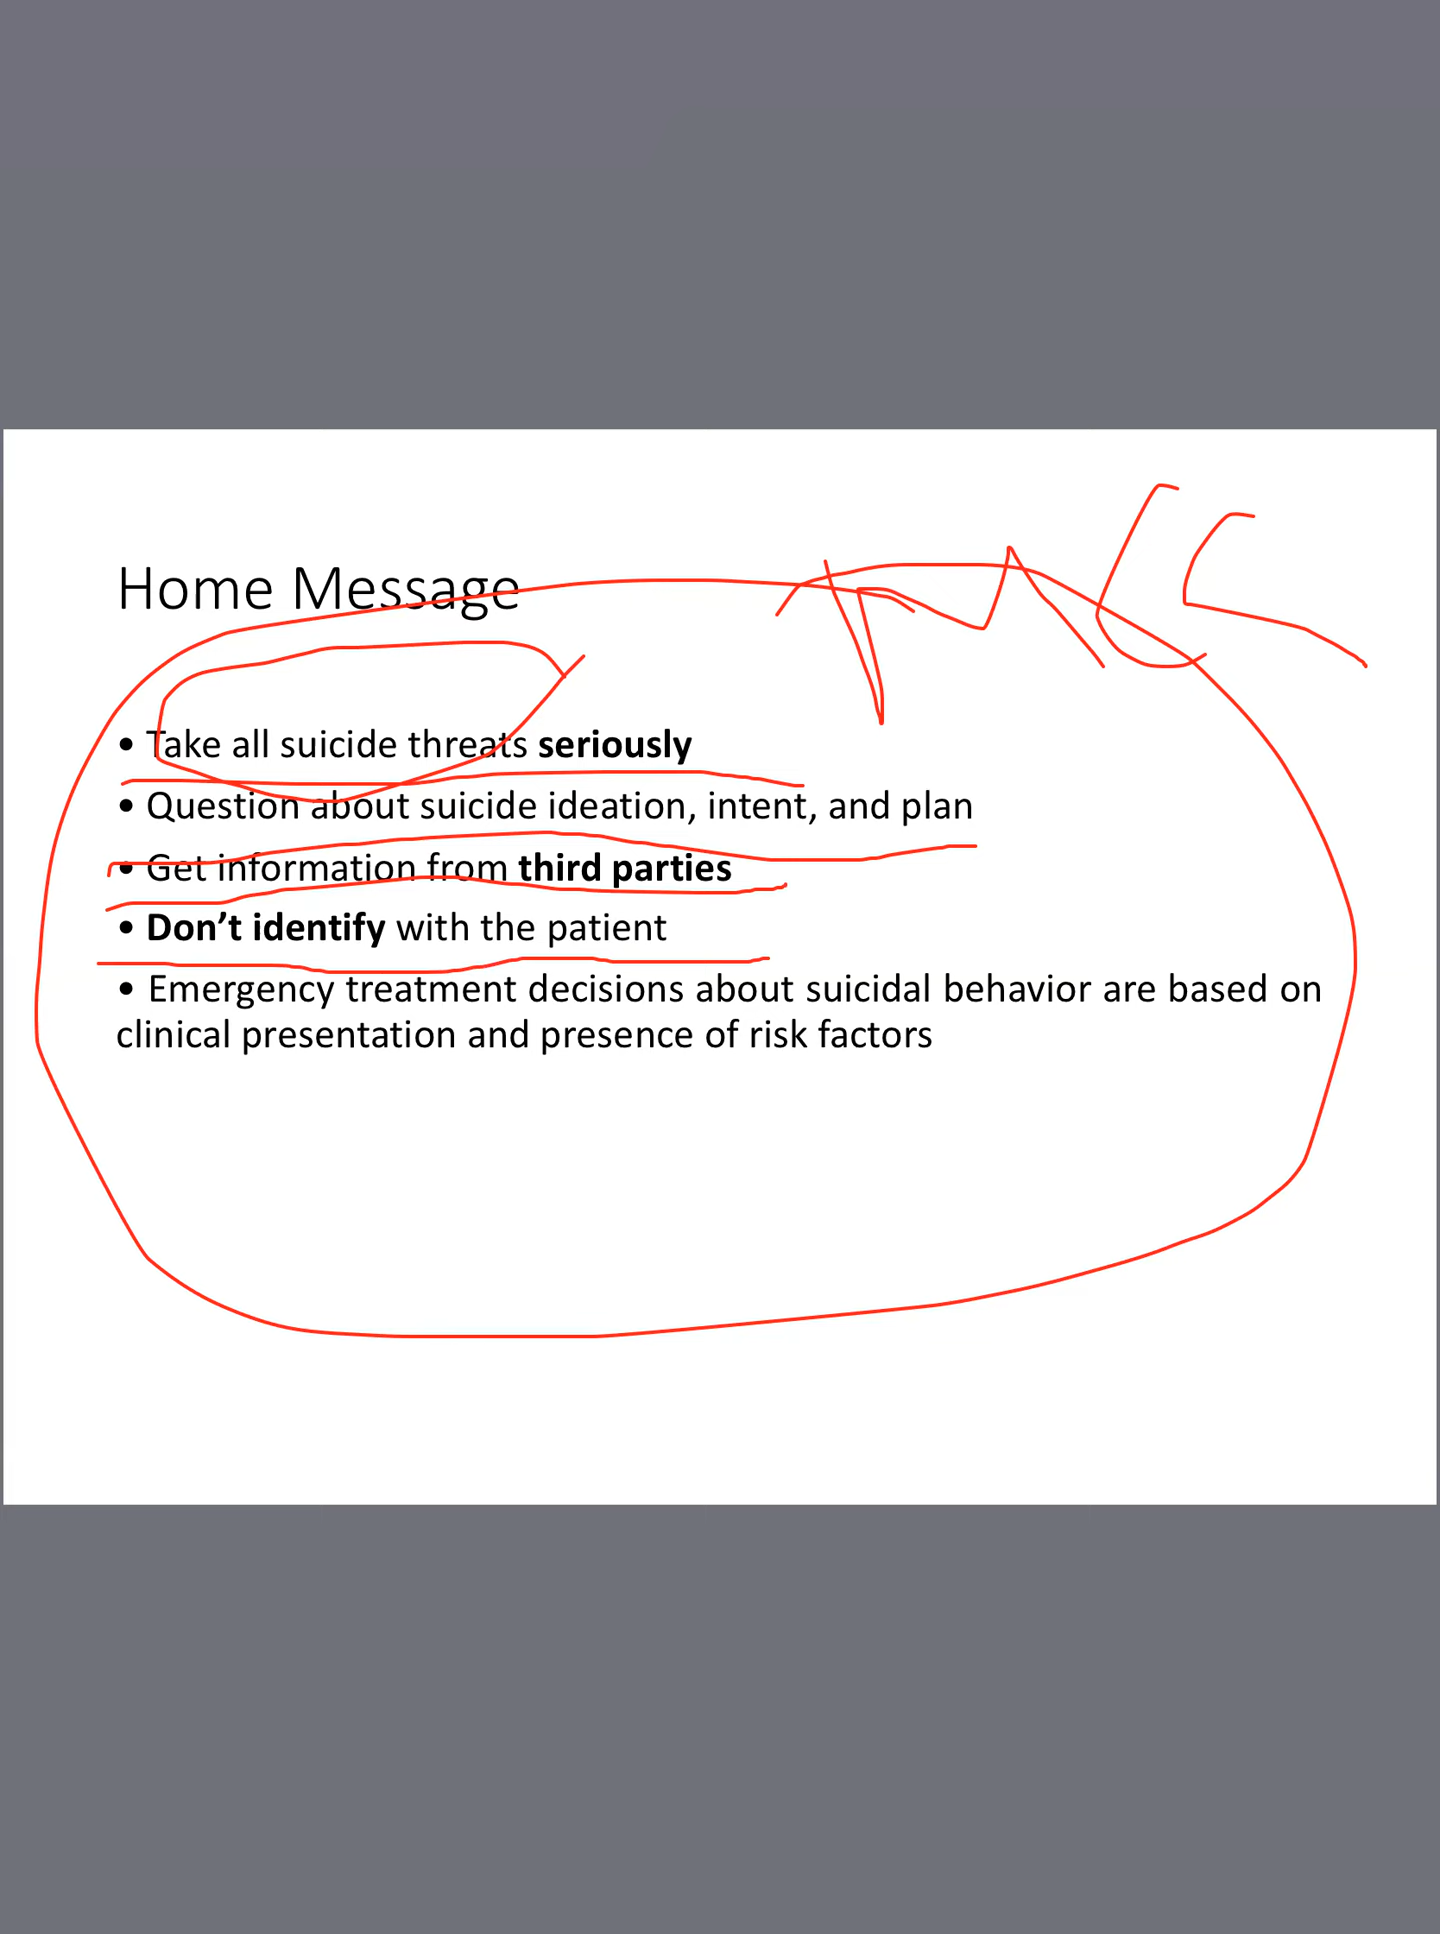 Home Message
• Take all suicide threats seriously
• Question about suicide ideation, intent, and plan
• Get information from third parties
• Don’t identify with the patient
• Emergency treatment decisions about suicidal behavior are based on
clinical presentation and presence of risk factors